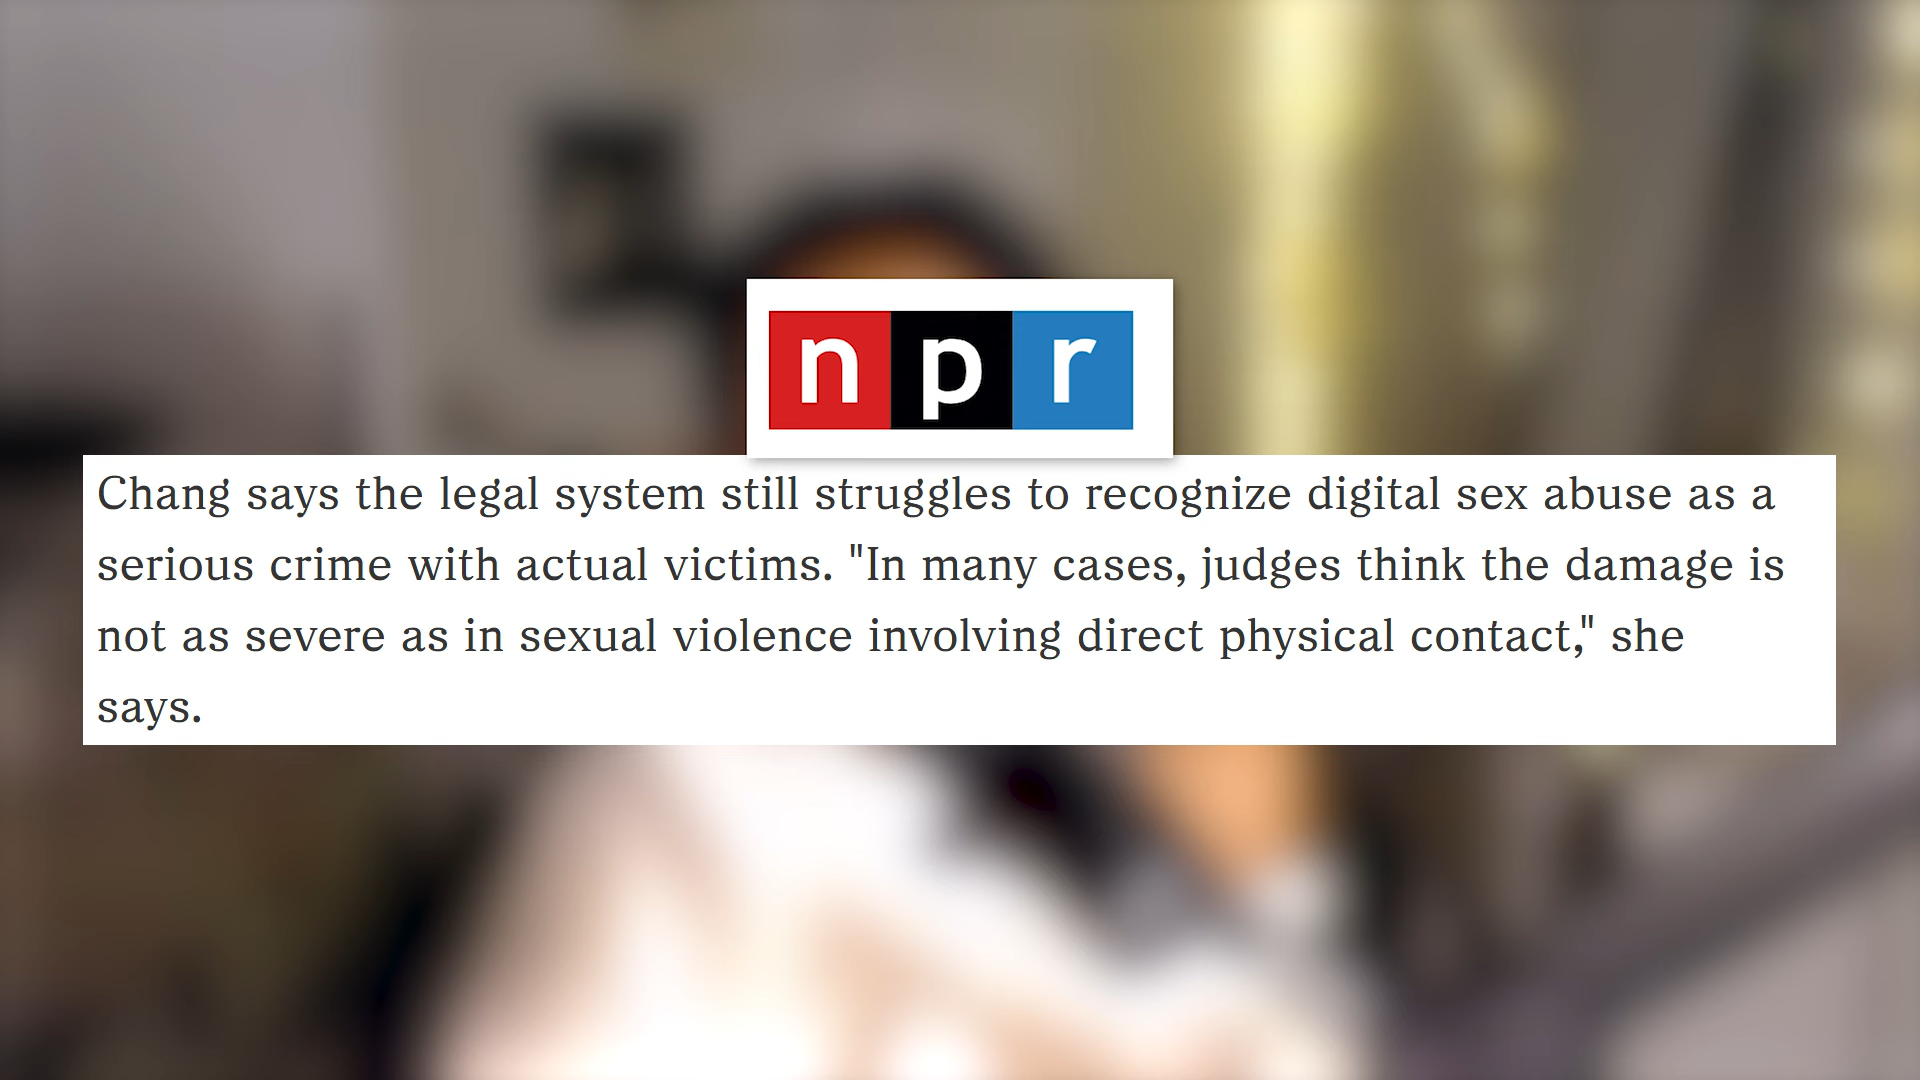 npr
Chang says the legal system still struggles to recognize digital sex abuse as a
serious crime with actual victims. "In many cases, judges think the damage is
not as severe as in sexual violence involving direct physical contact," she
says.